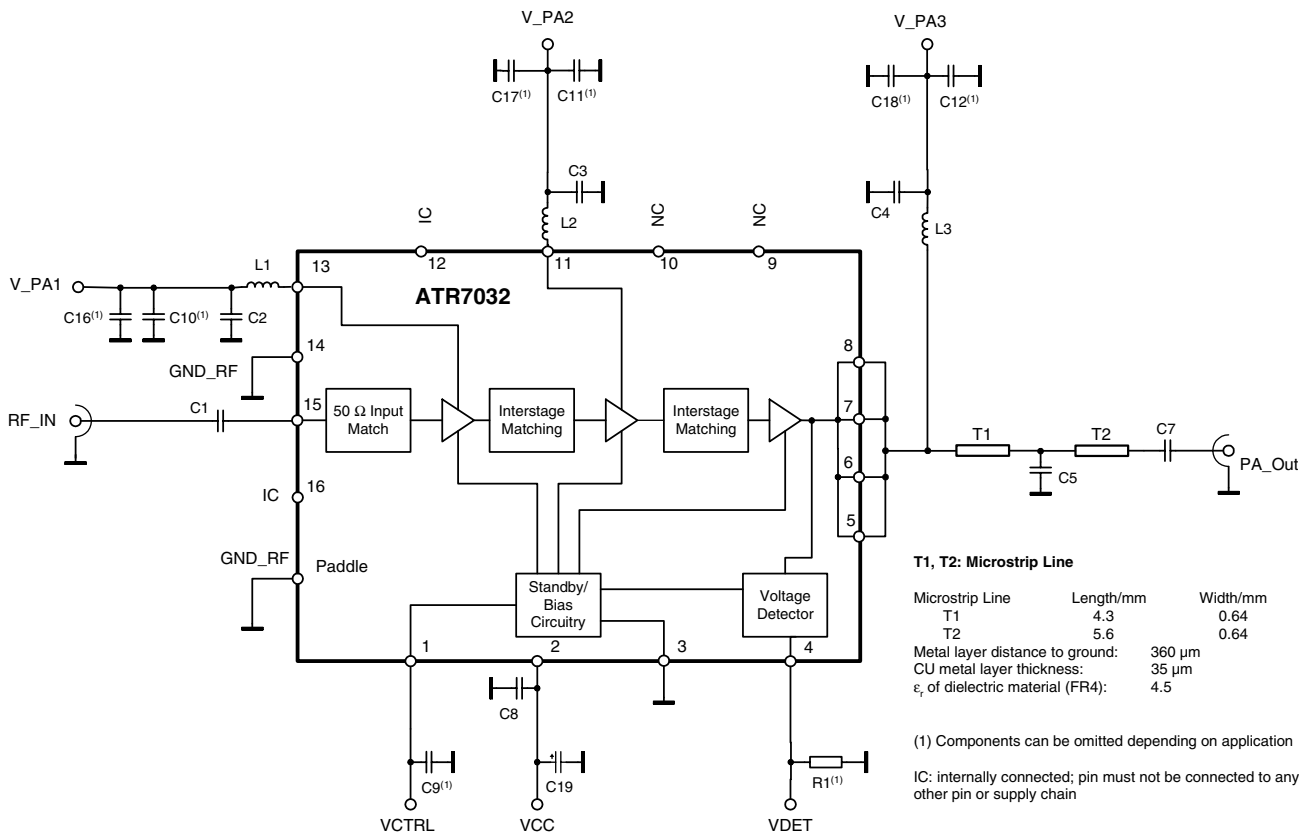 V_PA2
V_PA3
C17(1)
C11(1)
C18(1)
C12(1)
C3
C4
L2
L3
IC
NC
NC
12
11
10
9
V_PA1
L1
13
ATR7032
C16(1)
C10(1)
C2
14
GND_RF
8
RF_IN
C1
15
50 Ω Input
Match
Interstage
Matching
Interstage
Matching
7
T1
T2
C7
C5
PA_Out
16
IC
6
5
GND_RF
Paddle
Standby/
Bias
Circuitry
Voltage
Detector
1
2
3
4
C8
C9(1)
C19
R1(1)
VCTRL
VCC
VDET
T1, T2: Microstrip Line
Microstrip Line Length/mm Width/mm
T1 4.3 0.64
T2 5.6 0.64
Metal layer distance to ground: 360 µm
CU metal layer thickness: 35 µm
εr of dielectric material (FR4): 4.5
(1) Components can be omitted depending on application
IC: internally connected; pin must not be connected to any
other pin or supply chain